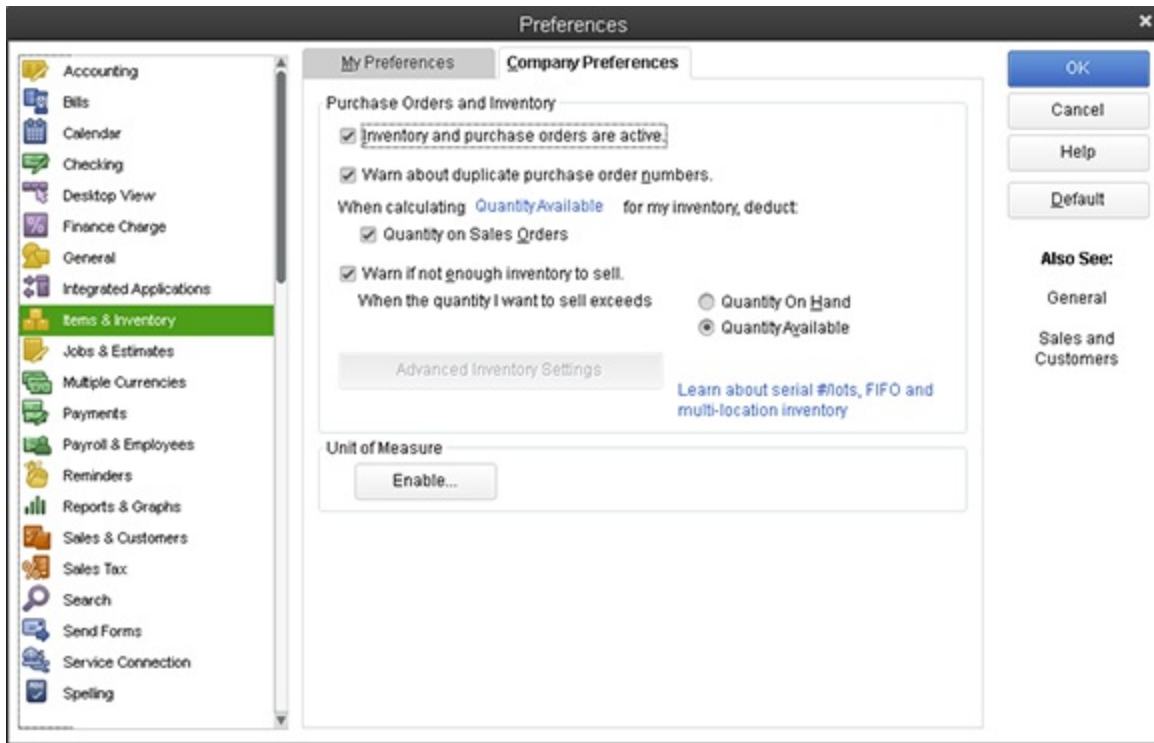 Preferences
Accounting
Bills
Calendar
Checking
Desktop View
Finance Charge
General
Integrated Applications
Items & Inventory
Jobs & Estimates
Multiple Currencies
Payments
Payroll & Employees
Reminders
Reports & Graphs
Sales & Customers
Sales Tax
Search
Send Forms
Service Connection
Spelling
My Preferences
Company Preferences
Purchase Orders and Inventory
Inventory and purchase orders are active.
Warn about duplicate purchase order numbers.
When calculating QuantityAvailable for my inventory, deduct:
Quantity on Sales Orders
Warn if not enough inventory to sell.
When the quantity I want to sell exceeds
Quantity On Hand
QuantityAvailable
Advanced Inventory Settings
Learn about serial #/lots, FIFO and
multi-location inventory
Unit of Measure
Enable...
OK
Cancel
Help
Default
Also See:
General
Sales and
Customers